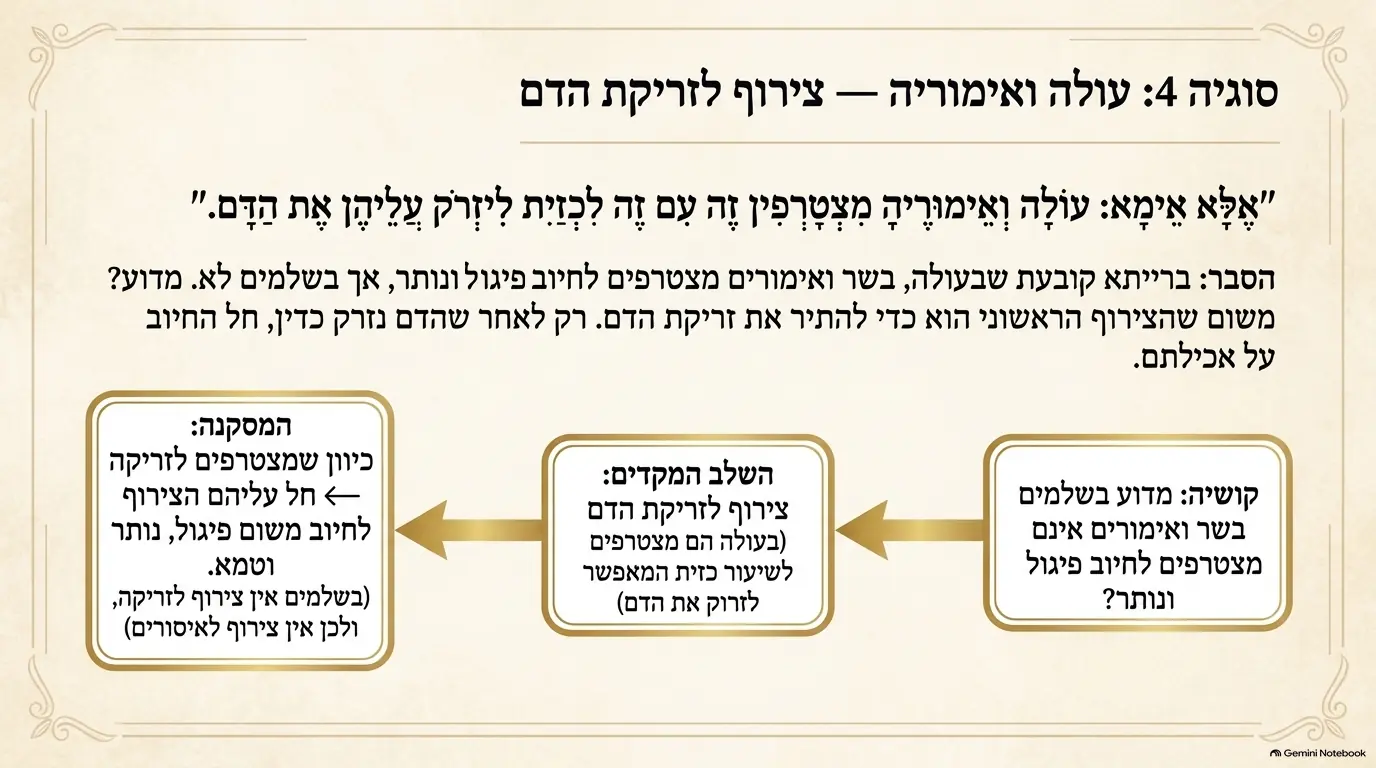 סוגיה 4: עולה ואימוריה — צירוף לזריקת הדם
"אֶלָּא אֵימָא: עוֹלָה וְאֵימוּרֶיהָ מִצְטָרְפִין זֶה עִם זֶה לִכְזַיִת לִיזְרֹק עֲלֵיהֶן אֶת הַדָּם."
הסבר: ברייתא קובעת שבעולה, בשר ואימורים מצטרפים לחיוב פיגול ונותר, אך בשלמים לא. מדוע?
משום שהצירוף הראשוני הוא כדי להתיר את זריקת הדם. רק לאחר שהדם נזרק כדין, חל החיוב
על אכילתם.
קושיה: מדוע בשלמים
בשר ואימורים אינם
מצטרפים לחיוב פיגול
ונותר?
השלב המקדים:
צירוף לזריקת הדם
(בעולה הם מצטרפים
לשיעור כזית המאפשר
לזרוק את הדם)
המסקנה:
כיוון שמצטרפים לזריקה
← חל עליהם הצירוף
לחיוב משום פיגול, נותר
וטמא.
(בשלמים אין צירוף לזריקה,
ולכן אין צירוף לאיסורים)
Gemini Notebook